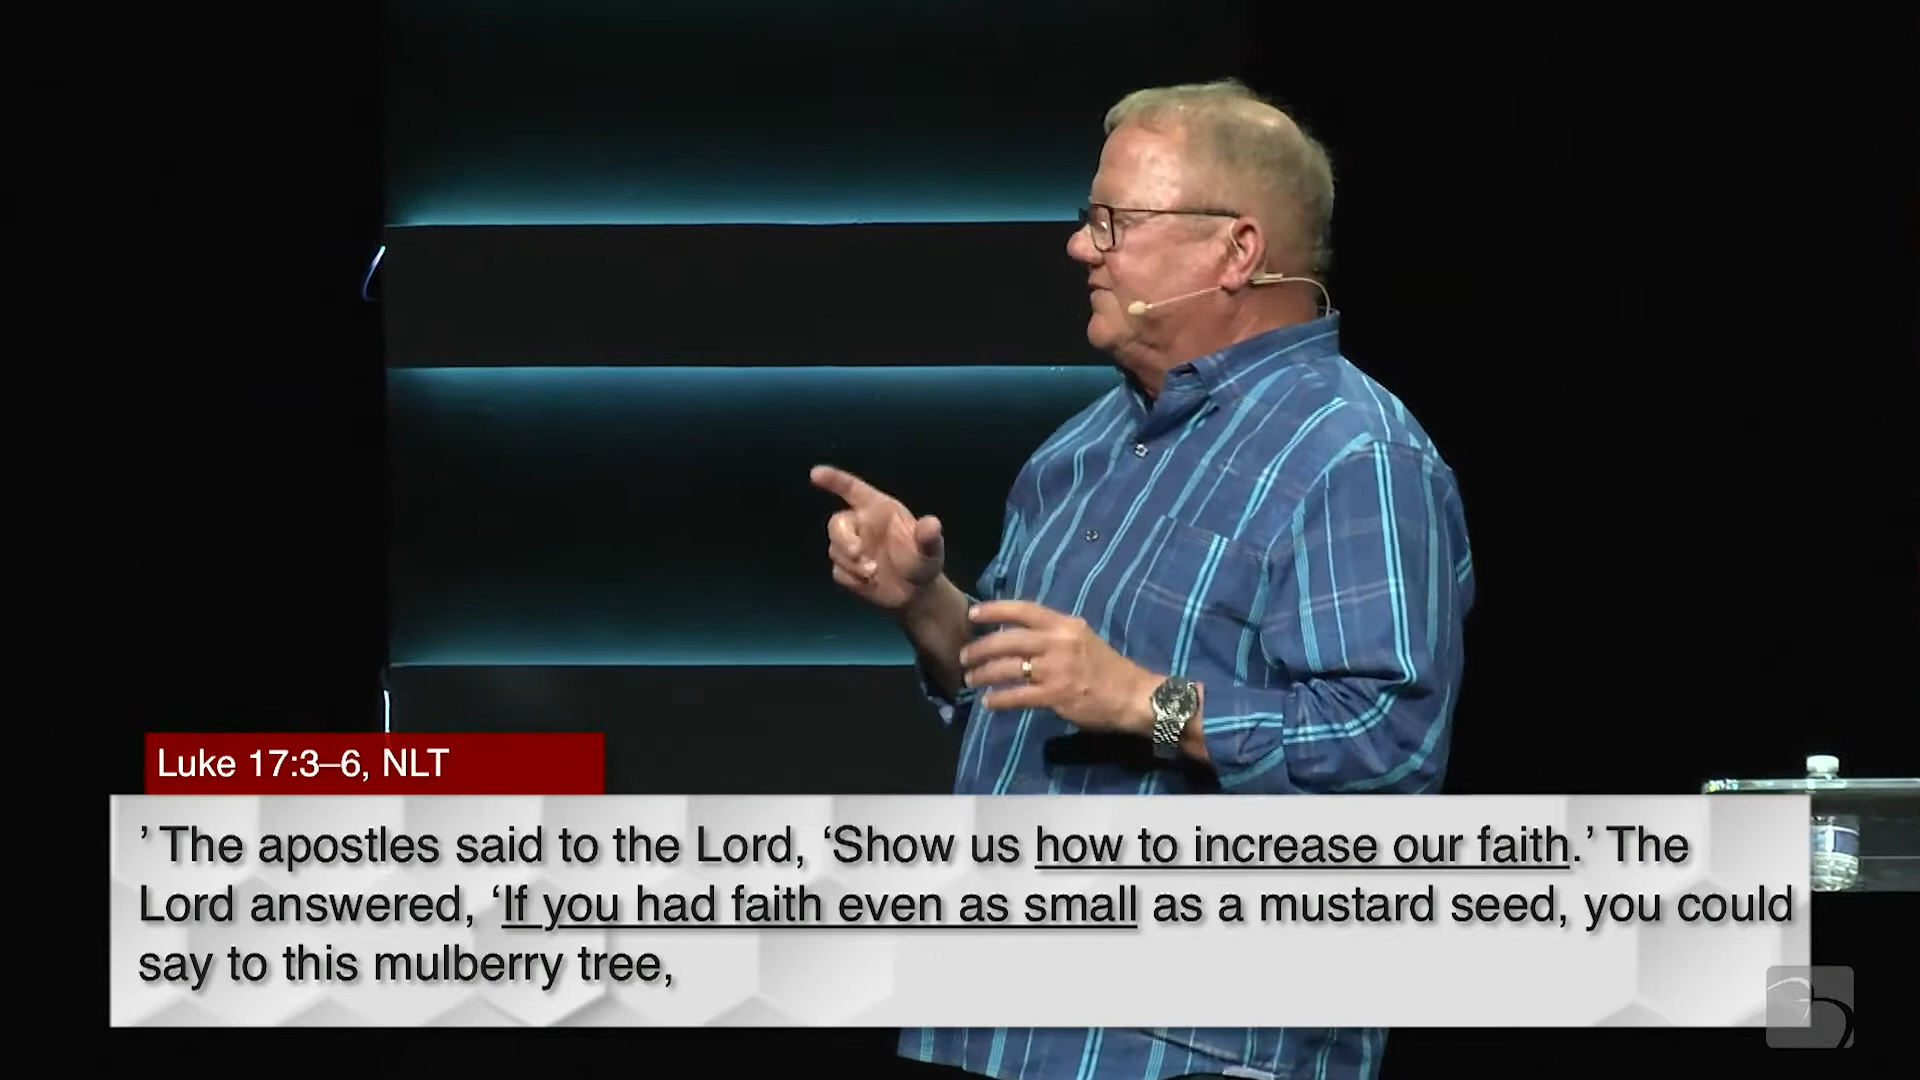 Luke 17:3–6, NLT
’ The apostles said to the Lord, ‘Show us how to increase our faith.’ The
Lord answered, ‘If you had faith even as small as a mustard seed, you could
say to this mulberry tree,